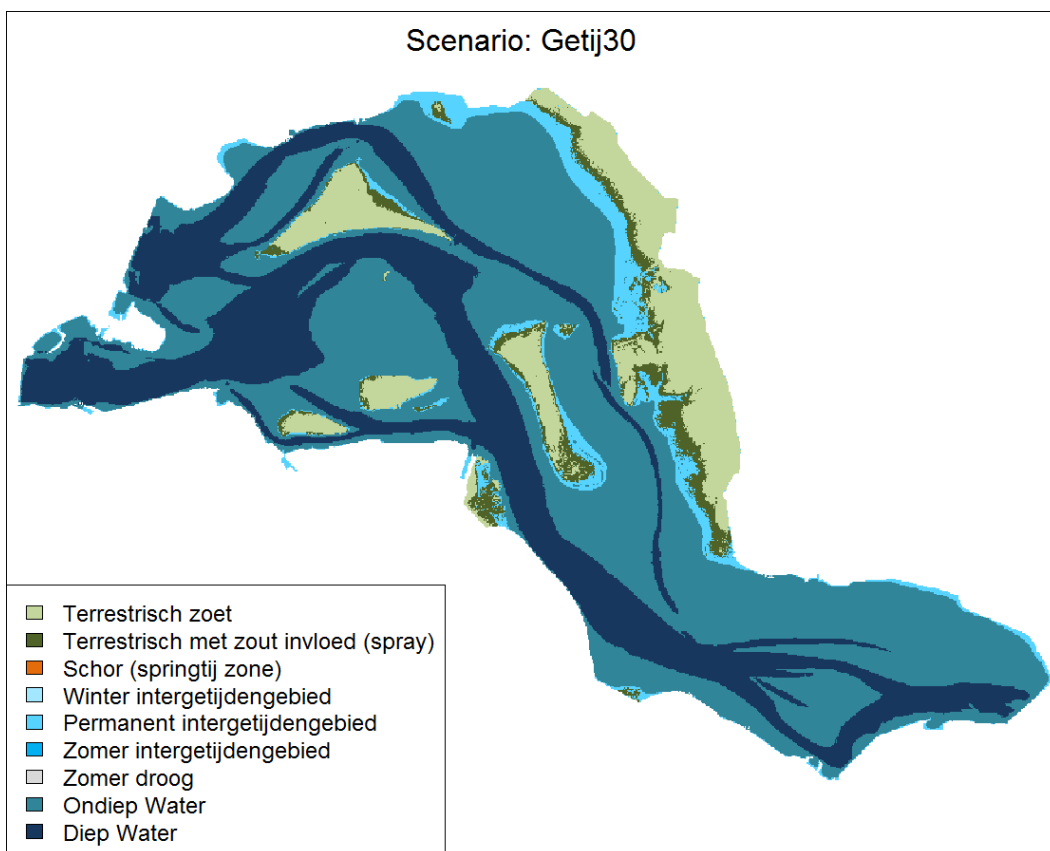 Scenario: Getij30
Terrestrisch zoet
Terrestrisch met zout invloed (spray)
Schor (springtij zone)
Winter intergetijdengebied
Permanent intergetijdengebied
Zomer intergetijdengebied
Zomer droog
Ondiep Water
Diep Water